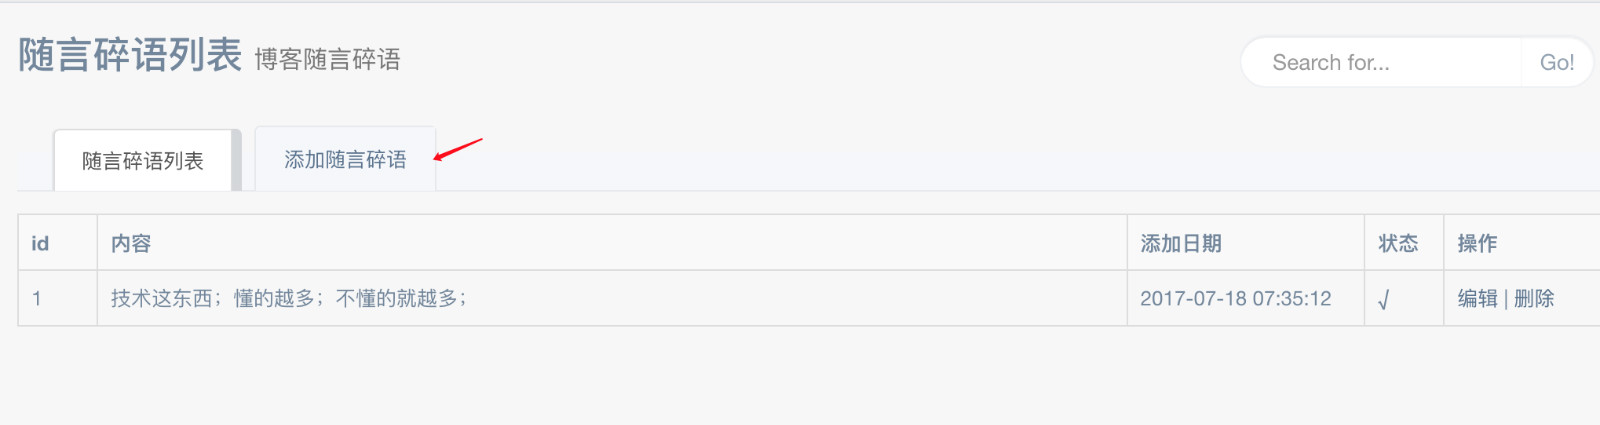 随言碎语列表 博客随言碎语
Search for... Go!
随言碎语列表 添加随言碎语
id 内容 添加日期 状态 操作
1 技术这东西；懂的越多；不懂的就越多； 2017-07-18 07:35:12 √ 编辑 | 删除